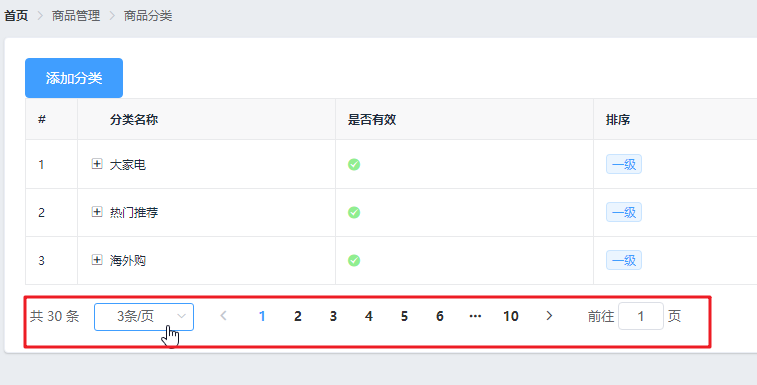 首页 > 商品管理 > 商品分类
添加分类
# 分类名称 是否有效 排序
1 大家电 一级
2 热门推荐 一级
3 海外购 一级
共 30 条 3条/页 < 1 2 3 4 5 6 ··· 10 > 前往 1 页